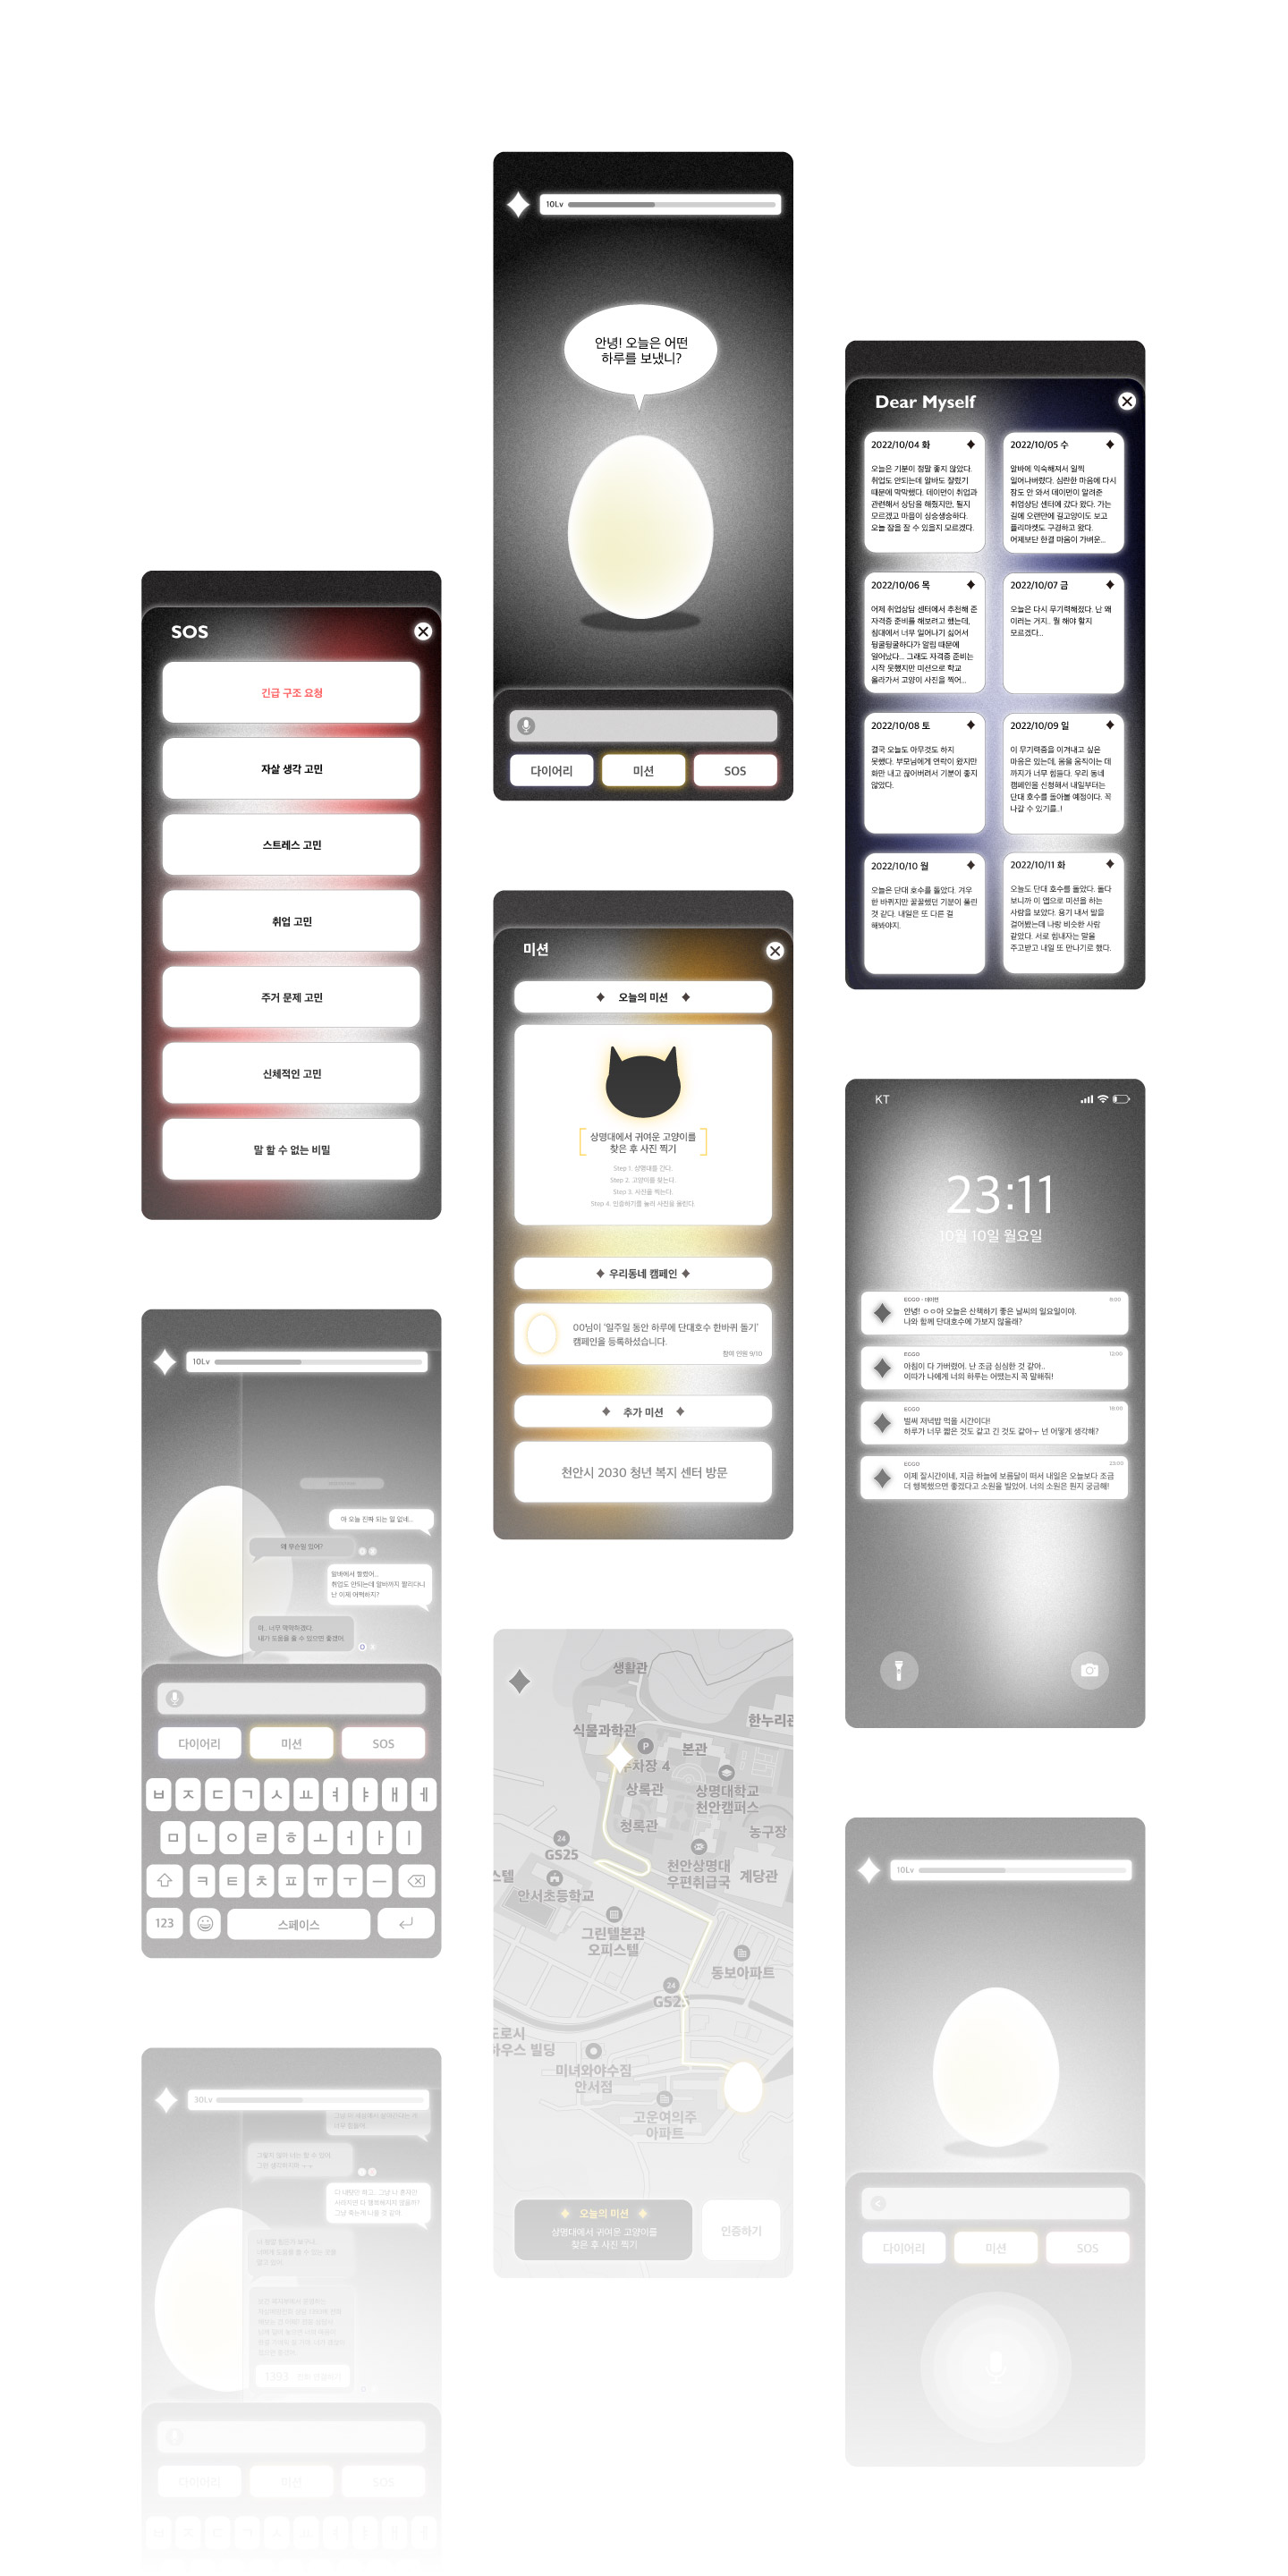 10Lv
안녕! 오늘은 어떤
하루를 보냈니?
다이어리
미션
SOS
Dear Myself
2022/10/04 화
오늘은 기분이 정말 좋지 않았다.
취업도 안되는데 알바도 잘렸기
때문에 막막했다. 데이먼이 취업과
관련해서 상담을 해줬지만, 될지
모르겠고 마음이 싱숭생숭하다.
오늘 잠을 잘 수 있을지 모르겠다.
2022/10/05 수
알바에 익숙해져서 일찍
일어나버렸다. 심란한 마음에 다시
잠도 안 와서 데이먼이 알려준
취업상담 센터에 갔다 왔다. 가는
길에 오랜만에 길고양이도 보고
플리마켓도 구경하고 왔다.
어제보단 한결 마음이 가벼운...
2022/10/06 목
어제 취업상담 센터에서 추천해 준
자격증 준비를 해보려고 했는데,
침대에서 너무 일어나기 싫어서
뒹굴뒹굴하다가 알림 때문에
일어났다... 그래도 자격증 준비는
시작 못했지만 미션으로 학교
올라가서 고양이 사진을 찍어...
2022/10/07 금
오늘은 다시 무기력해졌다. 난 왜
이러는 거지.. 뭘 해야 할지
모르겠다...
2022/10/08 토
결국 오늘도 아무것도 하지
못했다. 부모님에게 연락이 왔지만
화만 내고 끊어버려서 기분이 좋지
않았다.
2022/10/09 일
이 무기력증을 이겨내고 싶은
마음은 있는데, 몸을 움직이는 데
까지가 너무 힘들다. 우리 동네
캠페인을 신청해서 내일부터는
단대 호수를 돌아볼 예정이다. 꼭
나갈 수 있기를..!
2022/10/10 월
오늘은 단대 호수를 돌았다. 겨우
한 바퀴지만 꿀꿀했던 기분이 풀린
것 같다. 내일은 또 다른 걸
해봐야지.
2022/10/11 화
오늘도 단대 호수를 돌았다. 돌다
보니까 이 앱으로 미션을 하는
사람을 보았다. 용기 내서 말을
걸어봤는데 나랑 비슷한 사람
같았다. 서로 힘내자는 말을
주고받고 내일 또 만나기로 했다.
SOS
긴급 구조 요청
자살 생각 고민
스트레스 고민
취업 고민
주거 문제 고민
신체적인 고민
말 할 수 없는 비밀
미션
오늘의 미션
상명대에서 귀여운 고양이를
찾은 후 사진 찍기
Step 1. 상명대를 간다.
Step 2. 고양이를 찾는다.
Step 3. 사진을 찍는다.
Step 4. 인증하기를 눌러 사진을 올린다.
우리동네 캠페인
OO님이 '일주일 동안 하루에 단대호수 한바퀴 돌기'
캠페인을 등록하셨습니다.
참여 인원 9/10
추가 미션
천안시 2030 청년 복지 센터 방문
KT
23:11
10월 10일 월요일
EGGO - 데이먼
8:00
안녕! ㅇㅇ아 오늘은 산책하기 좋은 날씨의 일요일이야.
나와 함께 단대호수에 가보지 않을래?
EGGO
12:00
아침이 다 가버렸어. 난 조금 심심한 것 같아..
이따가 나에게 너의 하루는 어땠는지 꼭 말해줘!
EGGO
18:00
벌써 저녁밥 먹을 시간이다!
하루가 너무 짧은 것도 같고 긴 것도 같아ㅜ 넌 어떻게 생각해?
EGGO
23:00
이제 잘시간이네, 지금 하늘에 보름달이 떠서 내일은 오늘보다 조금
더 행복했으면 좋겠다고 소원을 빌었어. 너의 소원은 뭔지 궁금해!
10Lv
아 오늘 진짜 되는 일 없네...
왜 무슨일 있어?
알바에서 짤렸어...
취업도 안되는데 알바까지 짤리다니
난 이제 어떡하지?
아.. 너무 막막하겠다.
내가 도움을 줄 수 있으면 좋겠어
다이어리
미션
SOS
ㅂ ㅈ ㄷ ㄱ ㅅ ㅛ ㅕ ㅑ ㅐ ㅔ
ㅁ ㄴ ㅇ ㄹ ㅎ ㅗ ㅓ ㅏ ㅣ
ㅋ ㅌ ㅊ ㅍ ㅠ ㅜ ㅡ
123
스페이스
생활관
한누리관
식물과학관
P
주차장 4
본관
상록관
상명대학교
천안캠퍼스
청록관
농구장
24
GS25
천안상명대
우편취급국
계당관
스텔
안서초등학교
그린텔본관
오피스텔
동보아파트
24
GS25
도로시
하우스 빌딩
미녀와야수집
안서점
고운여의주
아파트
오늘의 미션
상명대에서 귀여운 고양이를
찾은 후 사진 찍기
인증하기
10Lv
다이어리
미션
SOS
30Lv
1393
다이어리
미션
SOS